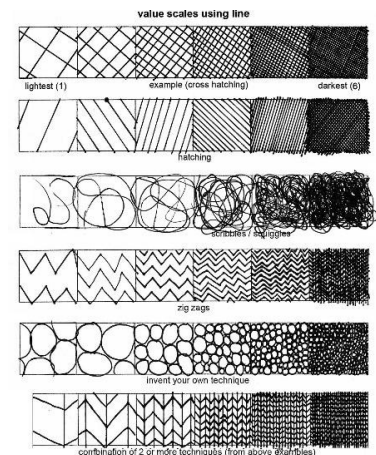 value scales using line
lightest (1) example (cross hatching) darkest (6)
hatching
scribbles / squiggles
zig zags
invent your own technique
combination of 2 or more techniques (from above examples)